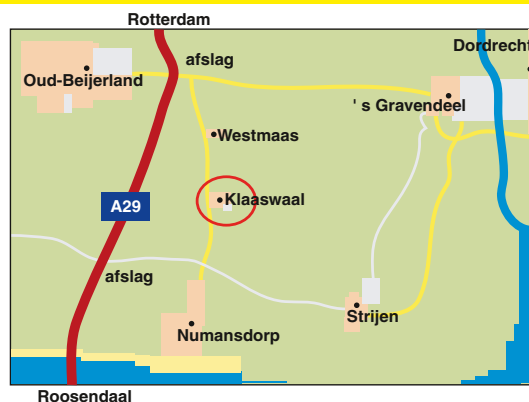 Rotterdam
Dordrecht
afslag
Oud-Beijerland
's Gravendeel
Westmaas
Klaaswaal
A29
afslag
Strijen
Numansdorp
Roosendaal